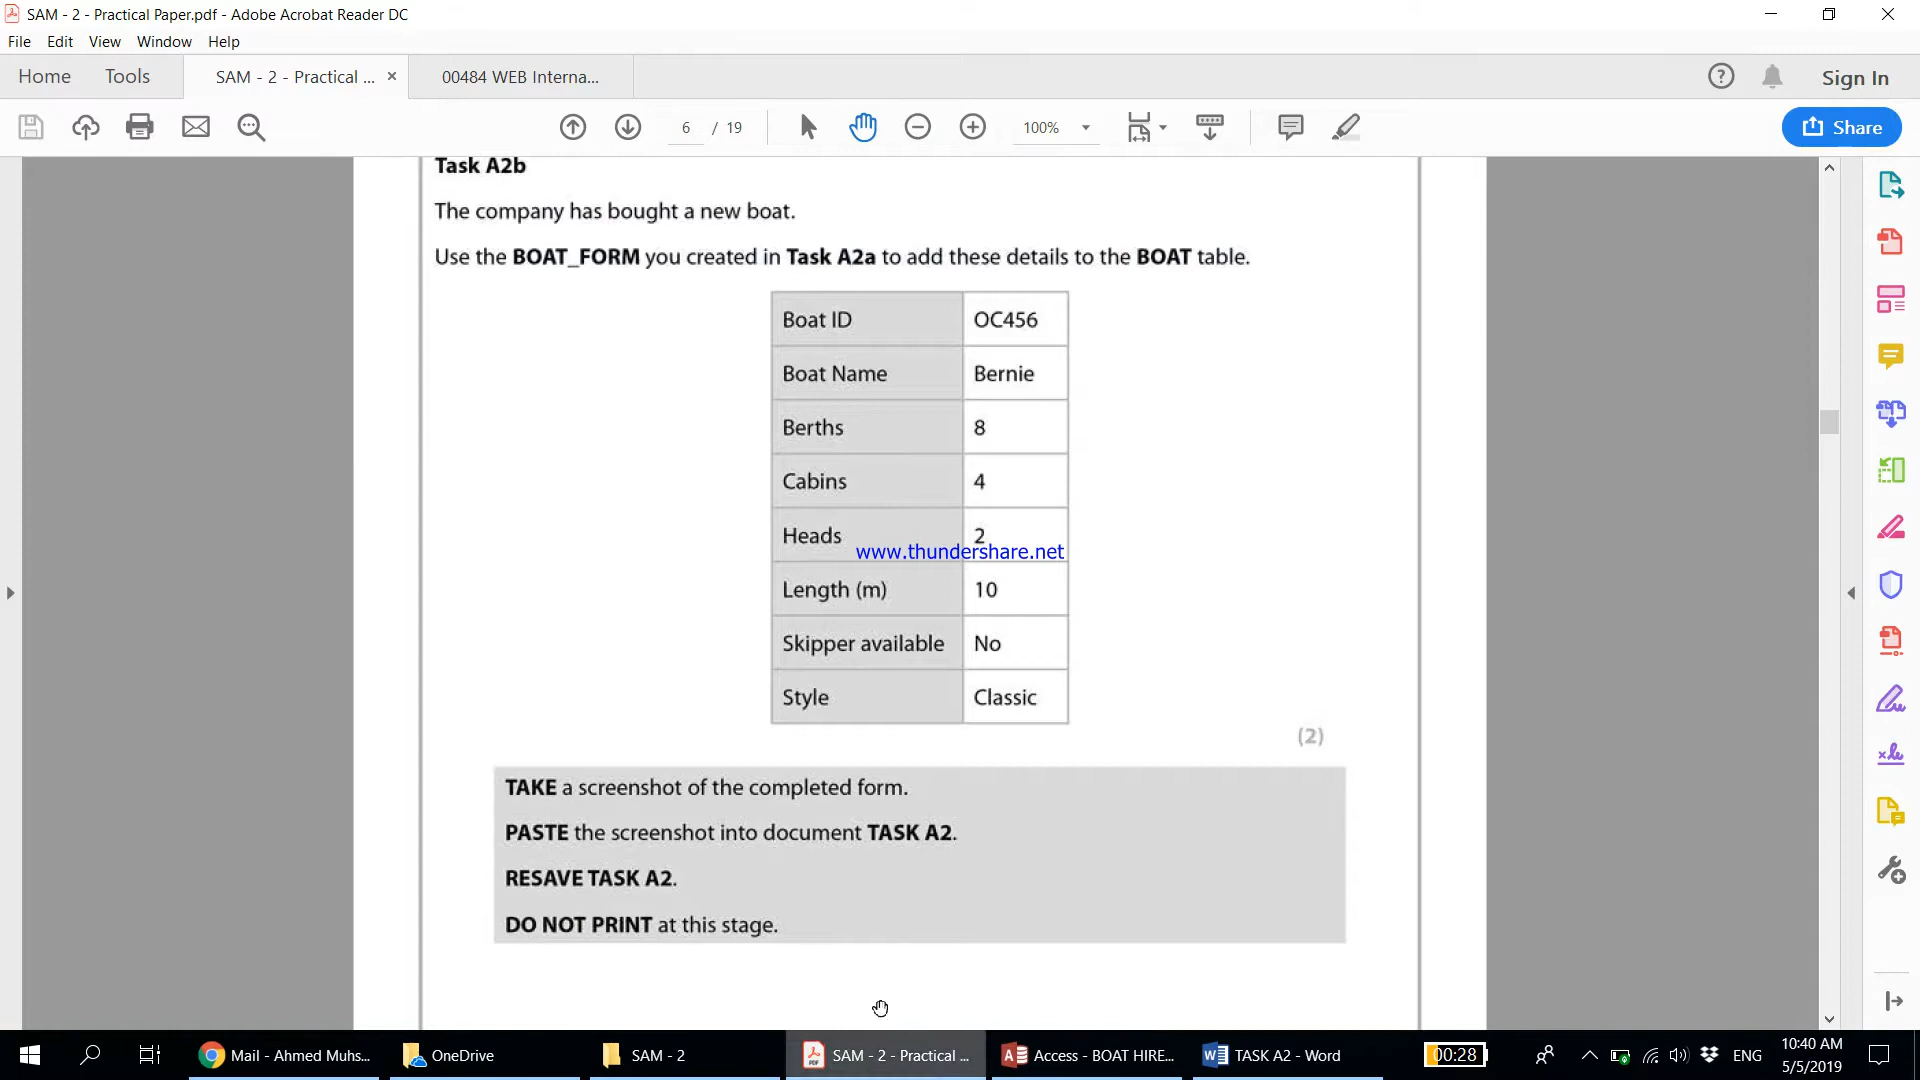 SAM - 2 - Practical Paper.pdf - Adobe Acrobat Reader DC
File Edit View Window Help
Home Tools SAM - 2 - Practical ... × 00484 WEB Interna... Sign In
6 / 19 100% Share
Task A2b
The company has bought a new boat.
Use the BOAT_FORM you created in Task A2a to add these details to the BOAT table.
Boat ID OC456
Boat Name Bernie
Berths 8
Cabins 4
Heads 2
www.thundershare.net
Length (m) 10
Skipper available No
Style Classic
(2)
TAKE a screenshot of the completed form.
PASTE the screenshot into document TASK A2.
RESAVE TASK A2.
DO NOT PRINT at this stage.
Mail - Ahmed Muhs... OneDrive SAM - 2 SAM - 2 - Practical ... Access - BOAT HIRE... TASK A2 - Word 00:28 ENG 10:40 AM
5/5/2019